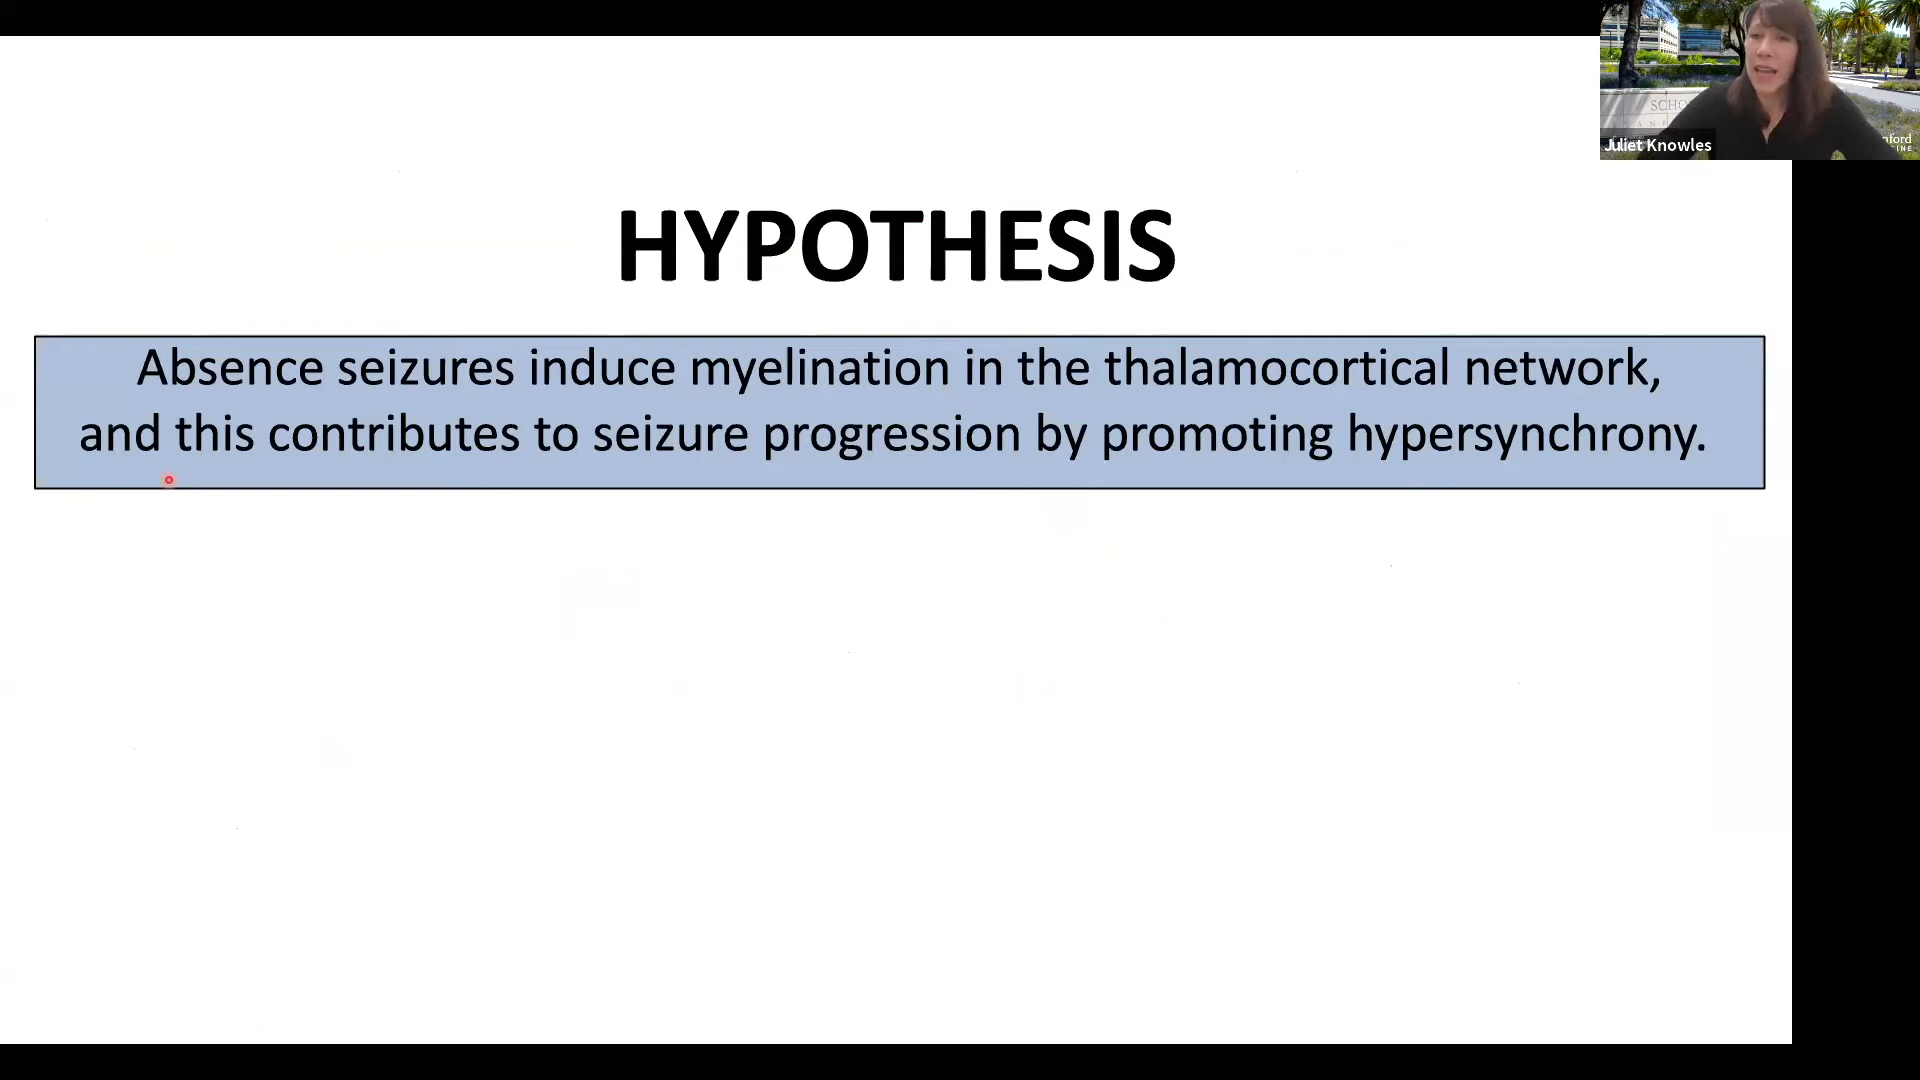 HYPOTHESIS
Absence seizures induce myelination in the thalamocortical network,
and this contributes to seizure progression by promoting hypersynchrony.
Juliet Knowles